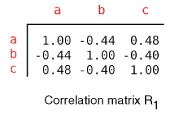 a b c
a 1.00 -0.44 0.48
b -0.44 1.00 -0.40
c 0.48 -0.40 1.00
Correlation matrix R1